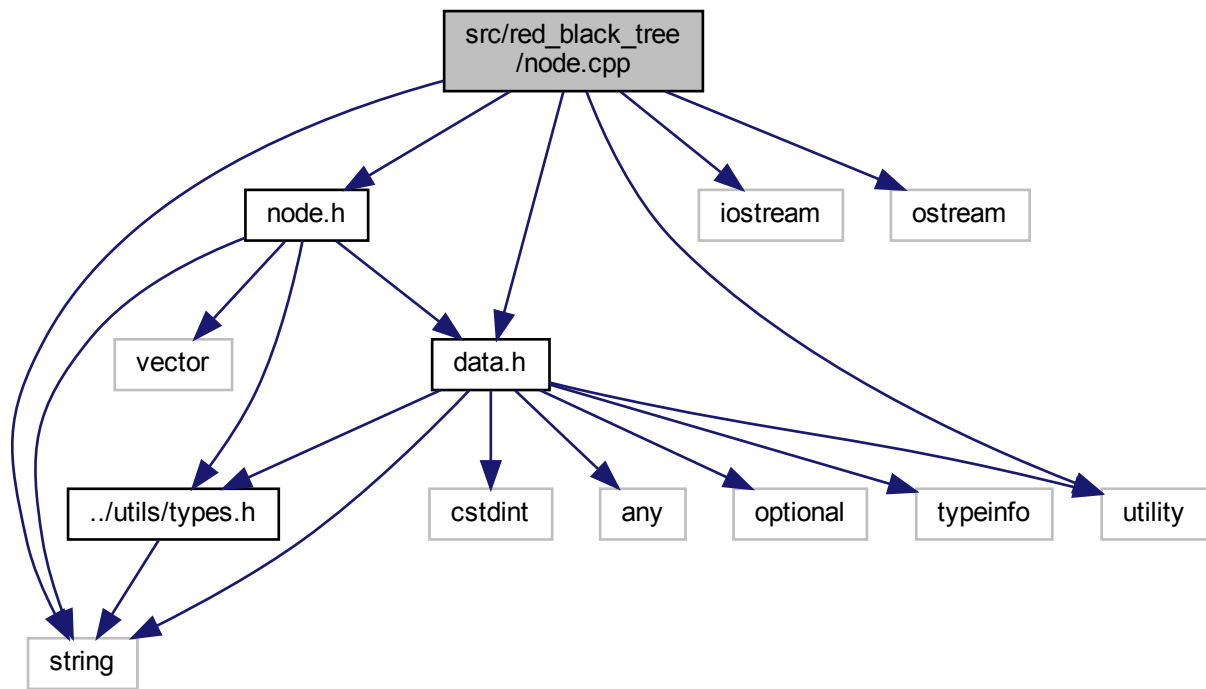 src/red_black_tree
/node.cpp
node.h
iostream
ostream
vector
data.h
../utils/types.h
cstdint
any
optional
typeinfo
utility
string